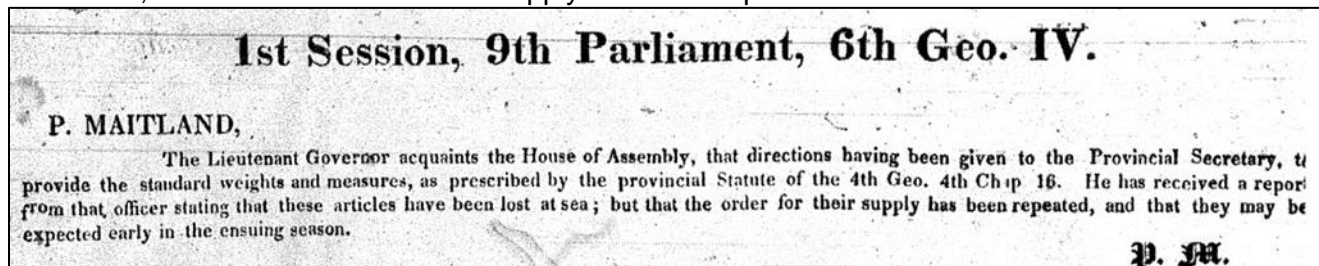 1st Session, 9th Parliament, 6th Geo. IV.
P. MAITLAND,
The Lieutenant Governor acquaints the House of Assembly, that directions having been given to the Provincial Secretary, t
provide the standard weights and measures, as prescribed by the provincial Statute of the 4th Geo. 4th Ch p 16. He has received a repor
from that officer stating that these articles have been lost at sea; but that the order for their supply has been repeated, and that they may be
expected early in the ensuing season.
P. M.